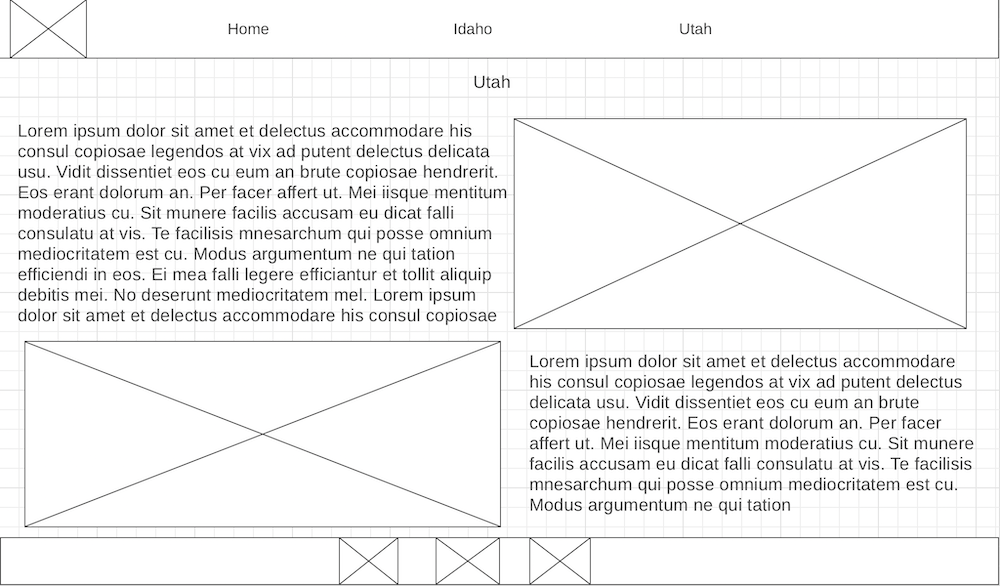 Home Idaho Utah
Utah
Lorem ipsum dolor sit amet et delectus accommodare his
consul copiosae legendos at vix ad putent delectus delicata
usu. Vidit dissentiet eos cu eum an brute copiosae hendrerit.
Eos erant dolorum an. Per facer affert ut. Mei iisque mentitum
moderatius cu. Sit munere facilis accusam eu dicat falli
consulatu at vis. Te facilisis mnesarchum qui posse omnium
mediocritatem est cu. Modus argumentum ne qui tation
efficiendi in eos. Ei mea falli legere efficiantur et tollit aliquip
debitis mei. No deserunt mediocritatem mel. Lorem ipsum
dolor sit amet et delectus accommodare his consul copiosae
Lorem ipsum dolor sit amet et delectus accommodare
his consul copiosae legendos at vix ad putent delectus
delicata usu. Vidit dissentiet eos cu eum an brute
copiosae hendrerit. Eos erant dolorum an. Per facer
affert ut. Mei iisque mentitum moderatius cu. Sit munere
facilis accusam eu dicat falli consulatu at vis. Te facilisis
mnesarchum qui posse omnium mediocritatem est cu.
Modus argumentum ne qui tation